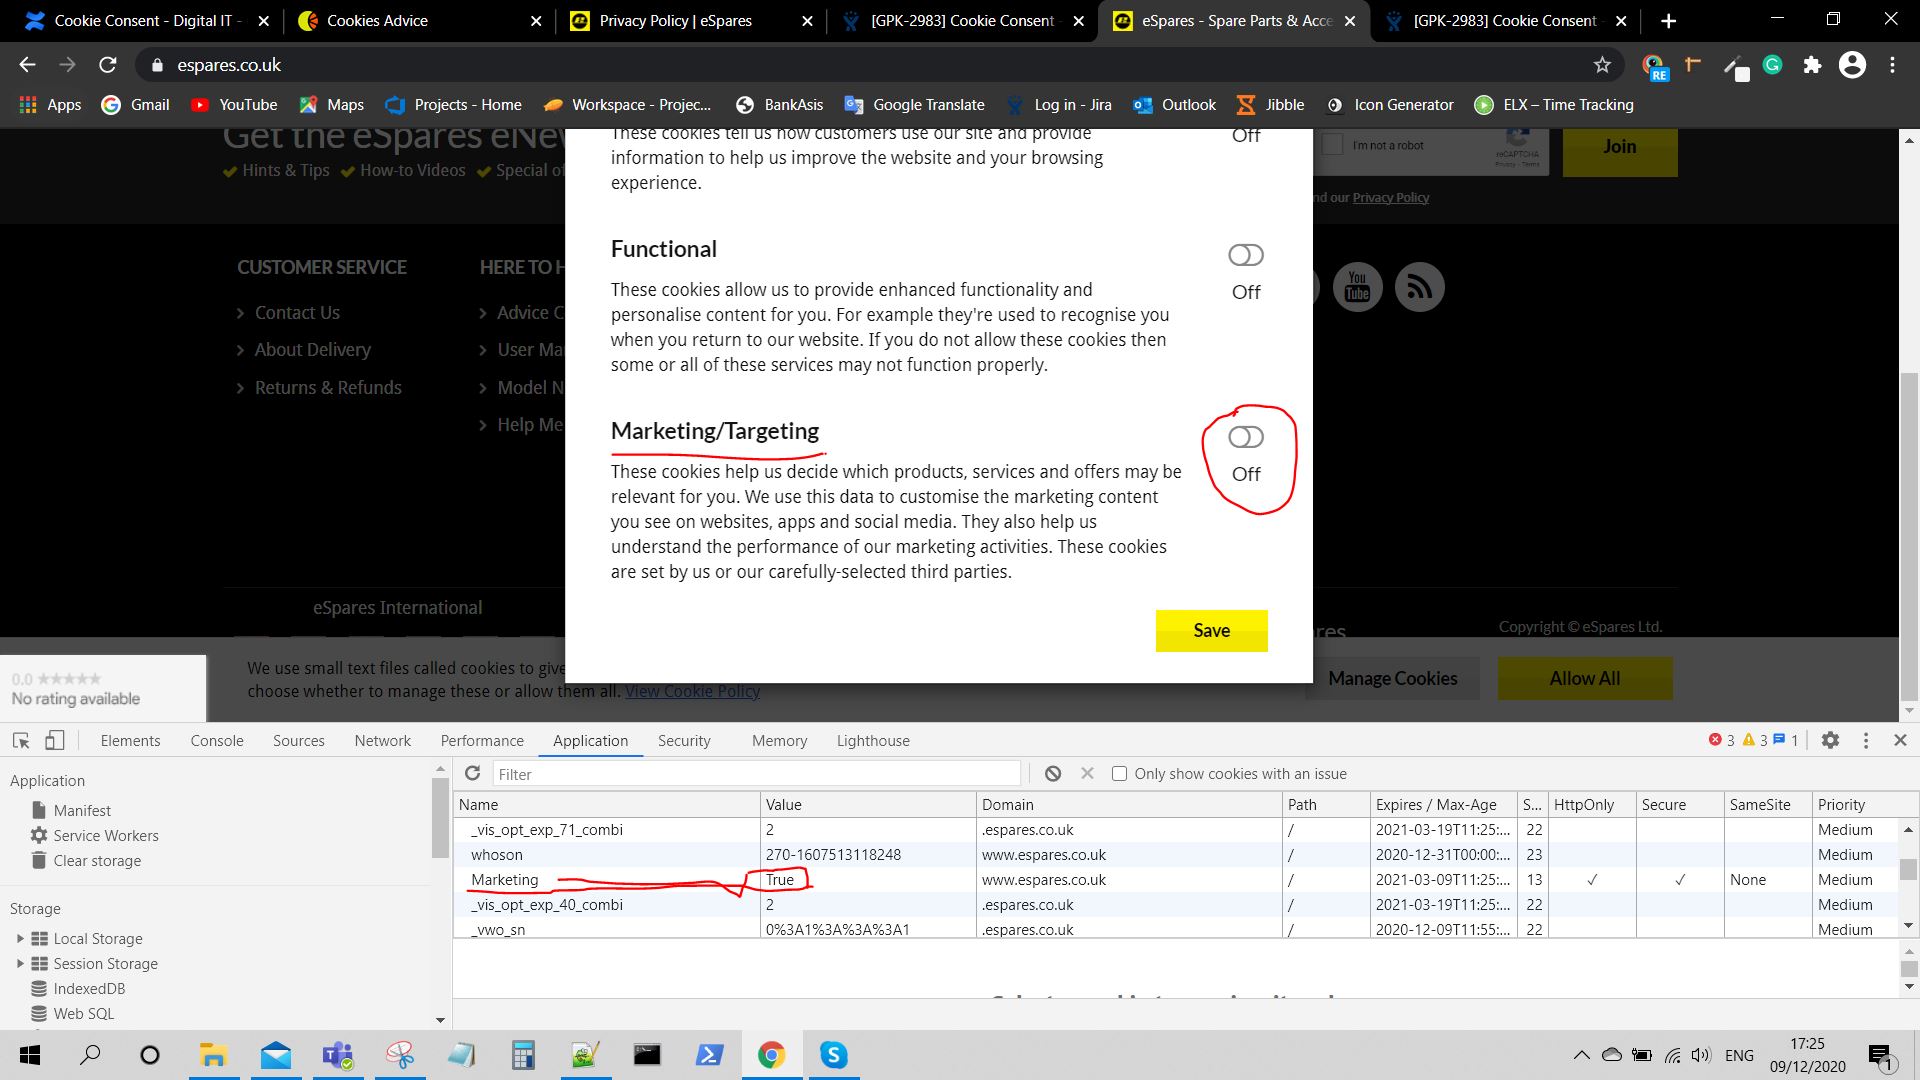 Cookie Consent - Digital IT -
Cookies Advice
Privacy Policy | eSpares
[GPK-2983] Cookie Consent -
eSpares - Spare Parts & Acce
[GPK-2983] Cookie Consent -
espares.co.uk
RE
Apps
Gmail
YouTube
Maps
Projects - Home
Workspace - Projec...
BankAsis
Google Translate
Log in - Jira
Outlook
Jibble
Icon Generator
ELX – Time Tracking
Get the eSpares eNe
Hints & Tips
How-to Videos
Special of
These cookies tell us how customers use our site and provide
information to help us improve the website and your browsing
experience.
Off
I'm not a robot
reCAPTCHA
Privacy - Terms
Join
nd our Privacy Policy
CUSTOMER SERVICE
Contact Us
About Delivery
Returns & Refunds
HERE TO H
Advice C
User Ma
Model N
Help Me
Functional
Off
These cookies allow us to provide enhanced functionality and
personalise content for you. For example they're used to recognise you
when you return to our website. If you do not allow these cookies then
some or all of these services may not function properly.
You
Tube
Marketing/Targeting
Off
These cookies help us decide which products, services and offers may be
relevant for you. We use this data to customise the marketing content
you see on websites, apps and social media. They also help us
understand the performance of our marketing activities. These cookies
are set by us or our carefully-selected third parties.
Save
eSpares International
res
Copyright © eSpares Ltd.
0.0
No rating available
We use small text files called cookies to give
choose whether to manage these or allow them all. View Cookie Policy
Manage Cookies
Allow All
Elements
Console
Sources
Network
Performance
Application
Security
Memory
Lighthouse
3
3
1
Application
Manifest
Service Workers
Clear storage
Storage
Local Storage
Session Storage
IndexedDB
Web SQL
Filter
Only show cookies with an issue
Name Value Domain Path Expires / Max-Age S... HttpOnly Secure SameSite Priority
_vis_opt_exp_71_combi 2 .espares.co.uk / 2021-03-19T11:25:... 22 Medium
whoson 270-1607513118248 www.espares.co.uk / 2020-12-31T00:00:... 23 Medium
Marketing True www.espares.co.uk / 2021-03-09T11:25:... 13 ✓ ✓ None Medium
_vis_opt_exp_40_combi 2 .espares.co.uk / 2021-03-19T11:25:... 22 Medium
_vwo_sn 0%3A1%3A%3A%3A1 .espares.co.uk / 2020-12-09T11:55:... 22 Medium
ENG
17:25
09/12/2020
1